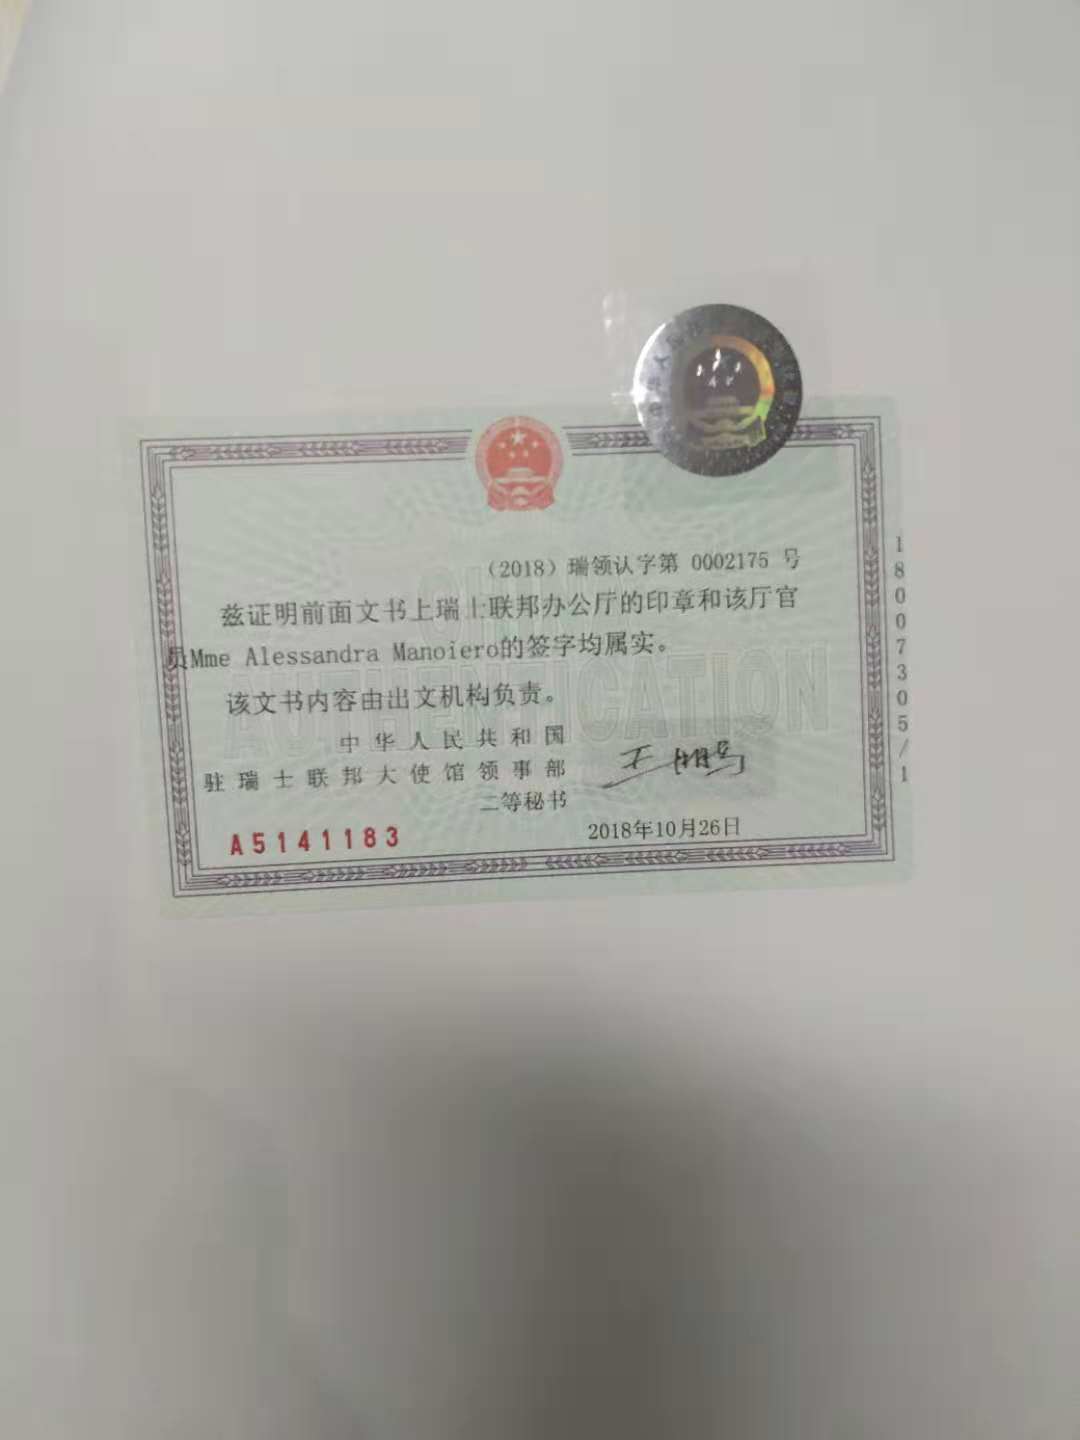 （2018）瑞领认字第 0002175 号
兹证明前面文书上瑞士联邦办公厅的印章和该厅官
员Mme Alessandra Manoiero的签字均属实。
该文书内容由出文机构负责。
中华人民共和国
驻瑞士联邦大使馆领事部
二等秘书
2018年10月26日
A5141183
18007305/1
AUTHENTICATION